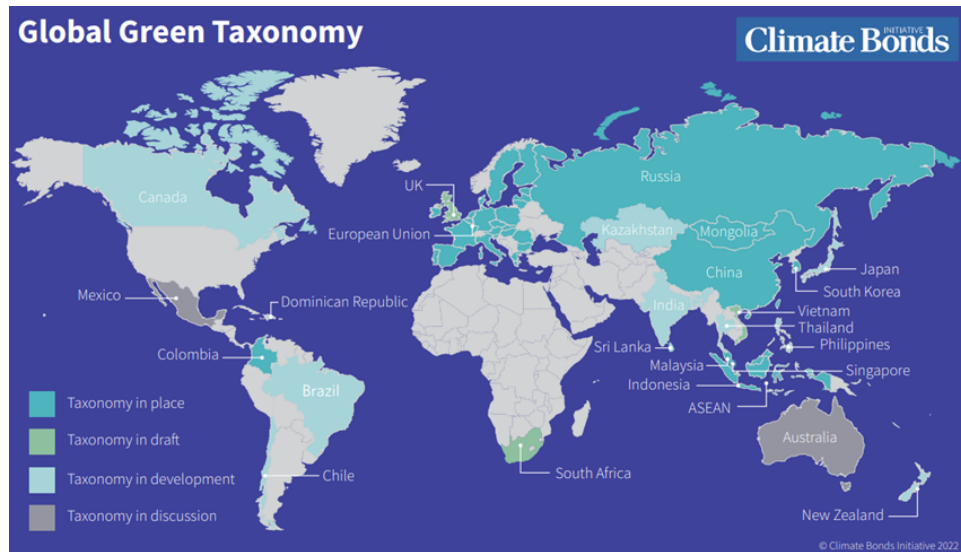 Global Green Taxonomy
INITIATIVE
Climate Bonds
Canada
UK
European Union
Russia
Kazakhstan
Mongolia
China
Japan
South Korea
Mexico
Dominican Republic
India
Vietnam
Thailand
Philippines
Colombia
Sri Lanka
Malaysia
Singapore
Indonesia
ASEAN
Brazil
Taxonomy in place
Taxonomy in draft
Taxonomy in development
Taxonomy in discussion
Chile
South Africa
Australia
New Zealand
© Climate Bonds Initiative 2022